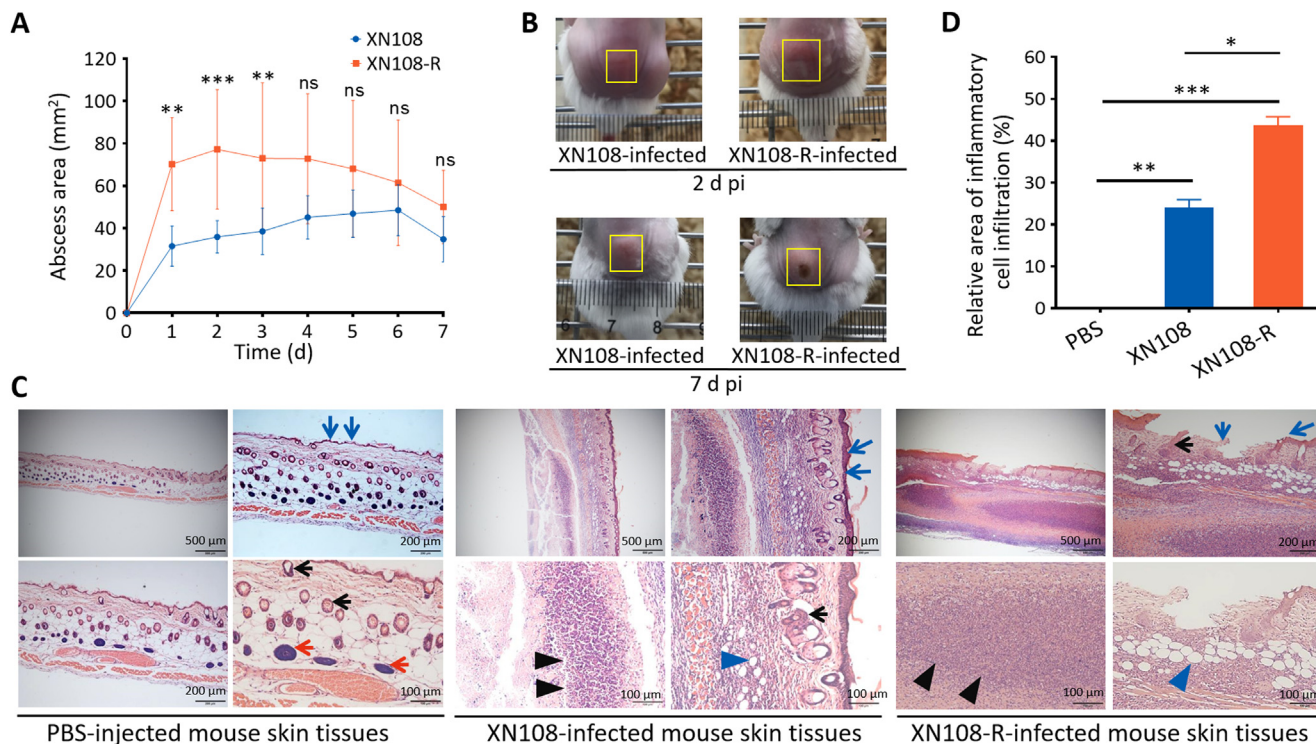 A
XN108
XN108-R
Abscess area (mm²)
120
100
80
60
40
20
0
** *** ** ns ns ns ns
0 1 2 3 4 5 6 7
Time (d)
B
XN108-infected XN108-R-infected
2 d pi
6 7 8 9
XN108-infected XN108-R-infected
7 d pi
D
Relative area of inflammatory
cell infiltration (%)
60
50
40
30
20
10
0
*
***
**
PBS XN108 XN108-R
C
500 μm 200 μm 500 μm 200 μm 500 μm 200 μm
200 μm 100 μm 100 μm 100 μm 100 μm 100 μm
PBS-injected mouse skin tissues XN108-infected mouse skin tissues XN108-R-infected mouse skin tissues